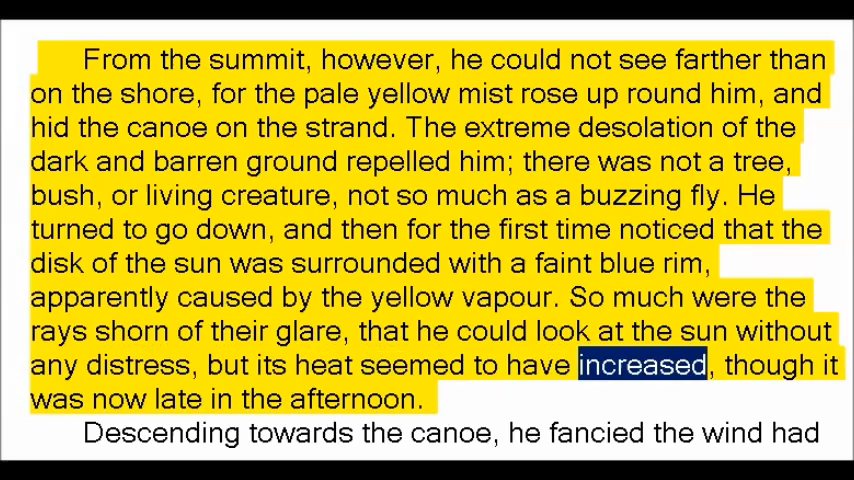 From the summit, however, he could not see farther than
on the shore, for the pale yellow mist rose up round him, and
hid the canoe on the strand. The extreme desolation of the
dark and barren ground repelled him; there was not a tree,
bush, or living creature, not so much as a buzzing fly. He
turned to go down, and then for the first time noticed that the
disk of the sun was surrounded with a faint blue rim,
apparently caused by the yellow vapour. So much were the
rays shorn of their glare, that he could look at the sun without
any distress, but its heat seemed to have increased, though it
was now late in the afternoon.
Descending towards the canoe, he fancied the wind had